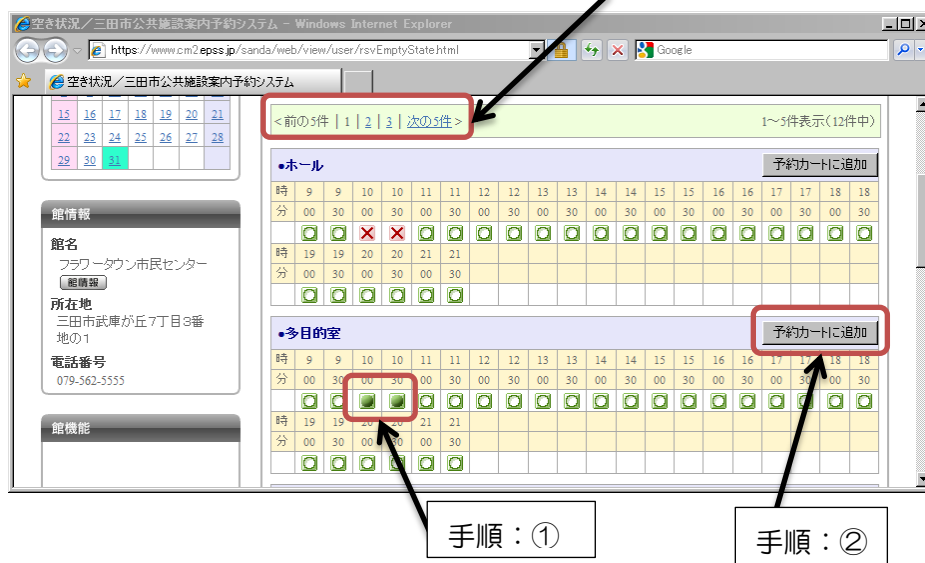 空き状況／三田市公共施設案内予約システム - Windows Internet Explorer
https://www.cm2.epss.jp/sanda/web/view/user/rsvEmptyState.html
Google
空き状況／三田市公共施設案内予約システム
15 16 17 18 19 20 21
22 23 24 25 26 27 28
29 30 31
<前の5件 | 1 | 2 | 3 | 次の5件>
1～5件表示(12件中)
館情報
館名
フラワータウン市民センター
館情報
所在地
三田市武庫が丘7丁目3番
地の1
電話番号
079-562-5555
館機能
●ホール
予約カードに追加
時 9 9 10 10 11 11 12 12 13 13 14 14 15 15 16 16 17 17 18 18
分 00 30 00 30 00 30 00 30 00 30 00 30 00 30 00 30 00 30 00 30
時 19 19 20 20 21 21
分 00 30 00 30 00 30
●多目的室
予約カードに追加
時 9 9 10 10 11 11 12 12 13 13 14 14 15 15 16 16 17 17 18 18
分 00 30 00 30 00 30 00 30 00 30 00 30 00 30 00 30 00 30 00 30
時 19 19 20 20 21 21
分 00 30 00 30 00 30
手順：①
手順：②